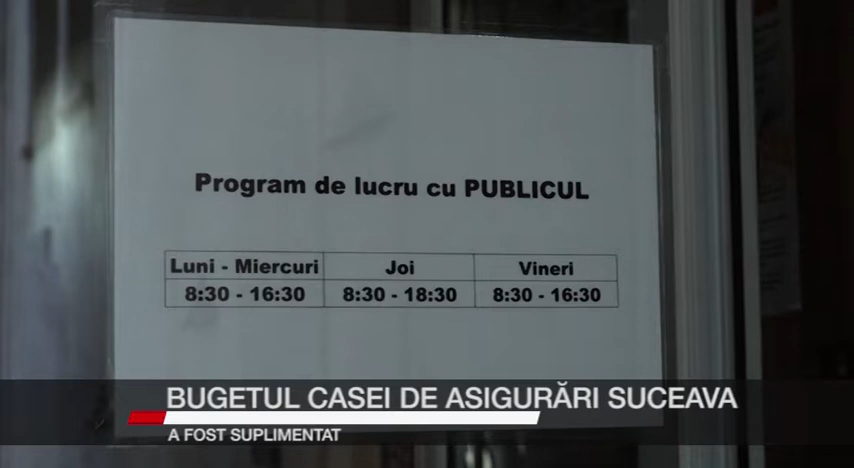 Program de lucru cu PUBLICUL
Luni - Miercuri Joi Vineri
8:30 - 16:30 8:30 - 18:30 8:30 - 16:30
BUGETUL CASEI DE ASIGURĂRI SUCEAVA
A FOST SUPLIMENTAT